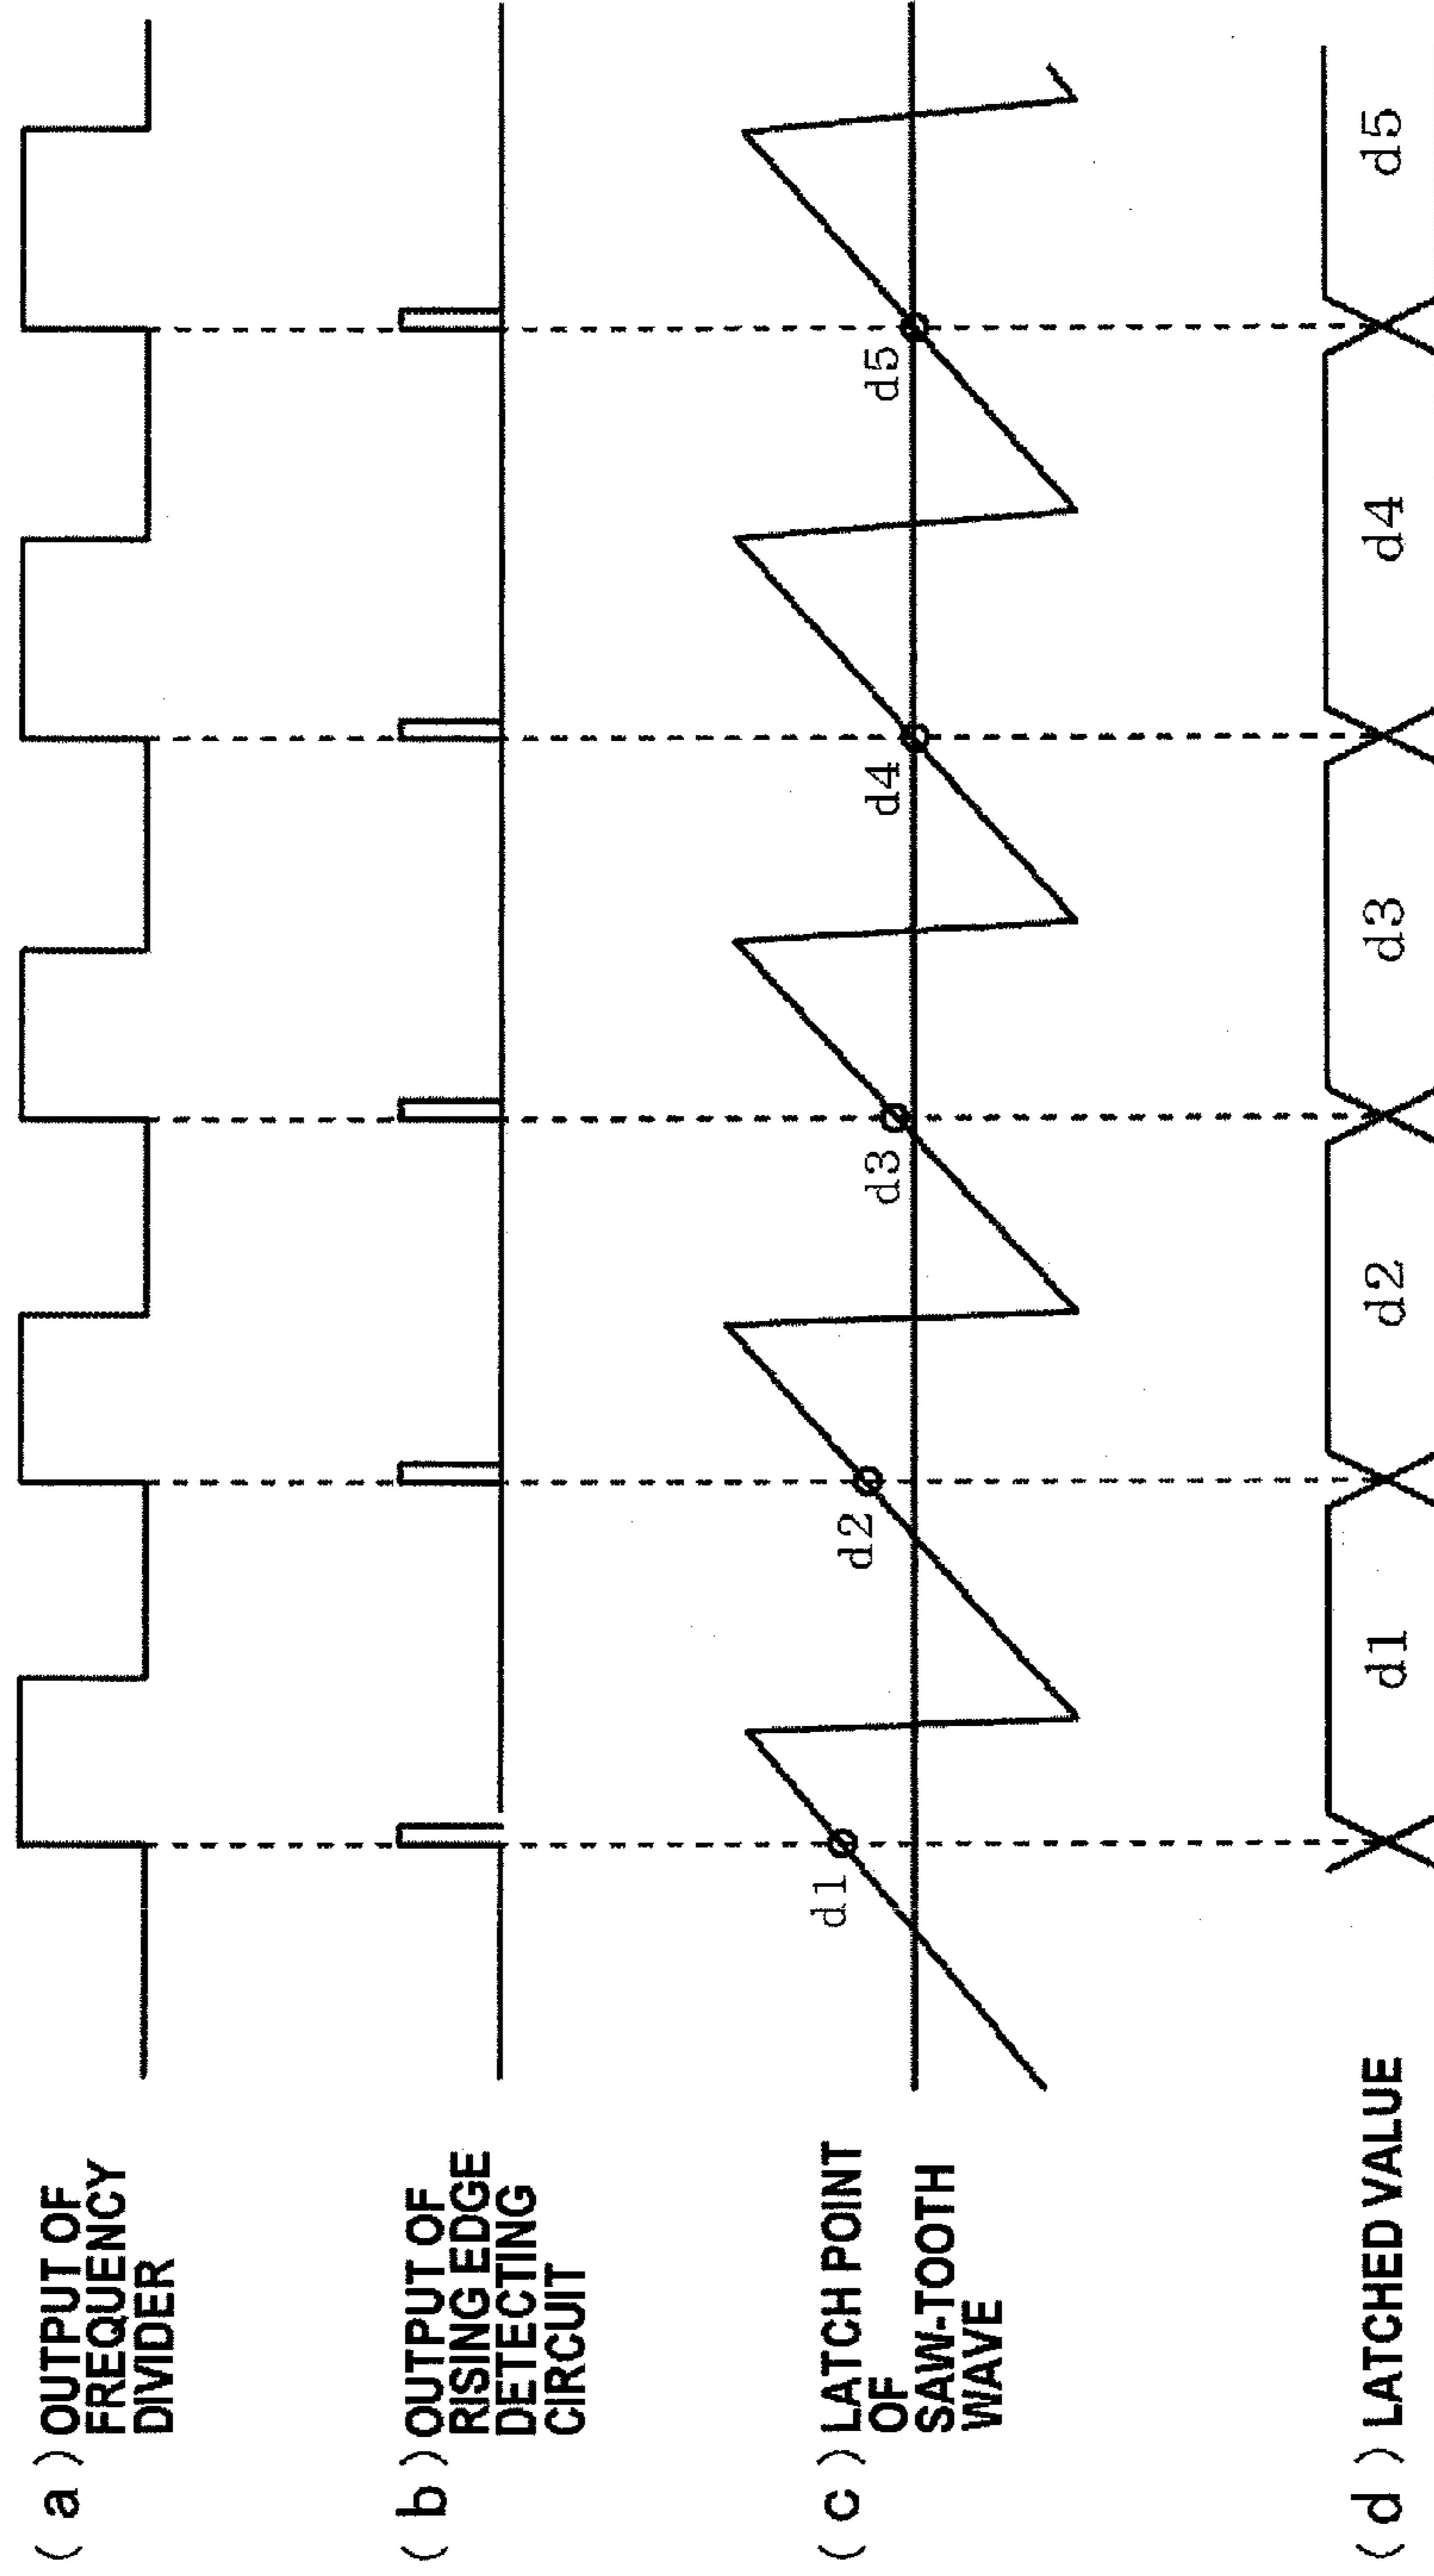 ( a ) OUTPUT OF
FREQUENCY
DIVIDER
( b ) OUTPUT OF
RISING EDGE
DETECTING
CIRCUIT
( c ) LATCH POINT
OF
SAW-TOOTH
WAVE
d1
d2
d3
d4
d5
( d ) LATCHED VALUE
d1
d2
d3
d4
d5